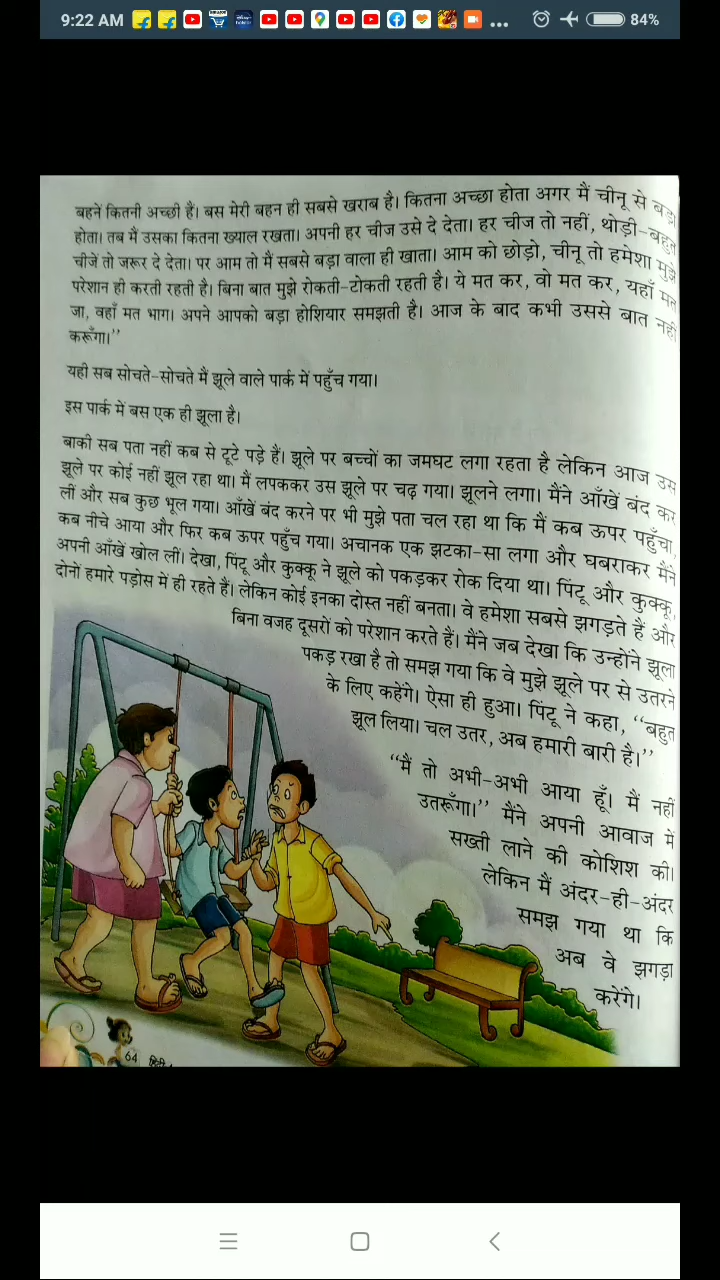 9:22 AM
84%
बहनें कितनी अच्छी हैं। बस मेरी बहन ही सबसे खराब है। कितना अच्छा होता अगर मैं चीनू से बड़ा
होता। तब मैं उसका कितना ख्याल रखता। अपनी हर चीज उसे दे देता। हर चीज तो नहीं, थोड़ी-बहुत
चीजें तो जरूर दे देता। पर आम तो मैं सबसे बड़ा वाला ही खाता। आम को छोड़ो, चीनू तो हमेशा मुझे
परेशान ही करती रहती है। बिना बात मुझे रोकती-टोकती रहती है। ये मत कर, वो मत कर, यहाँ मत
जा, वहाँ मत भाग। अपने आपको बड़ा होशियार समझती है। आज के बाद कभी उससे बात नहीं
करूँगा।”
यही सब सोचते-सोचते मैं झूले वाले पार्क में पहुँच गया।
इस पार्क में बस एक ही झूला है।
बाकी सब पता नहीं कब से टूटे पड़े हैं। झूले पर बच्चों का जमघट लगा रहता है लेकिन आज उस
झूले पर कोई नहीं झूल रहा था। मैं लपककर उस झूले पर चढ़ गया। झूलने लगा। मैंने आँखें बंद कर
लीं और सब कुछ भूल गया। आँखें बंद करने पर भी मुझे पता चल रहा था कि मैं कब ऊपर पहुँचा,
कब नीचे आया और फिर कब ऊपर पहुँच गया। अचानक एक झटका-सा लगा और घबराकर मैंने
अपनी आँखें खोल लीं। देखा, पिंटू और कुक्कू ने झूले को पकड़कर रोक दिया था। पिंटू और कुक्कू,
दोनों हमारे पड़ोस में ही रहते हैं। लेकिन कोई इनका दोस्त नहीं बनता। वे हमेशा सबसे झगड़ते हैं और
बिना वजह दूसरों को परेशान करते हैं। मैंने जब देखा कि उन्होंने झूला
पकड़ रखा है तो समझ गया कि वे मुझे झूले पर से उतरने
के लिए कहेंगे। ऐसा ही हुआ। पिंटू ने कहा, “बहुत
झूल लिया। चल उतर, अब हमारी बारी है।”
“मैं तो अभी-अभी आया हूँ। मैं नहीं
उतरूँगा।” मैंने अपनी आवाज में
सख्ती लाने की कोशिश की।
लेकिन मैं अंदर-ही-अंदर
समझ गया था कि
अब वे झगड़ा
करेंगे।
64